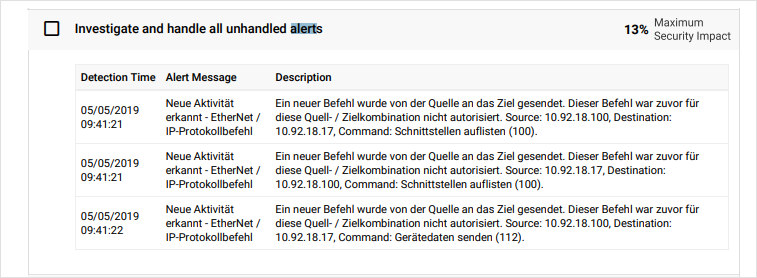 Investigate and handle all unhandled alerts
13% Maximum Security Impact
Detection Time Alert Message Description
05/05/2019 09:41:21
Neue Aktivität
erkannt - EtherNet /
IP-Protokollbefehl
Ein neuer Befehl wurde von der Quelle an das Ziel gesendet. Dieser Befehl war zuvor für
diese Quell- / Zielkombination nicht autorisiert. Source: 10.92.18.100, Destination:
10.92.18.17, Command: Schnittstellen auflisten (100).
05/05/2019 09:41:21
Neue Aktivität
erkannt - EtherNet /
IP-Protokollbefehl
Ein neuer Befehl wurde von der Quelle an das Ziel gesendet. Dieser Befehl war zuvor für
diese Quell- / Zielkombination nicht autorisiert. Source: 10.92.18.17, Destination:
10.92.18.100, Command: Schnittstellen auflisten (100).
05/05/2019 09:41:22
Neue Aktivität
erkannt - EtherNet /
IP-Protokollbefehl
Ein neuer Befehl wurde von der Quelle an das Ziel gesendet. Dieser Befehl war zuvor für
diese Quell- / Zielkombination nicht autorisiert. Source: 10.92.18.100, Destination:
10.92.18.17, Command: Gerätedaten senden (112).